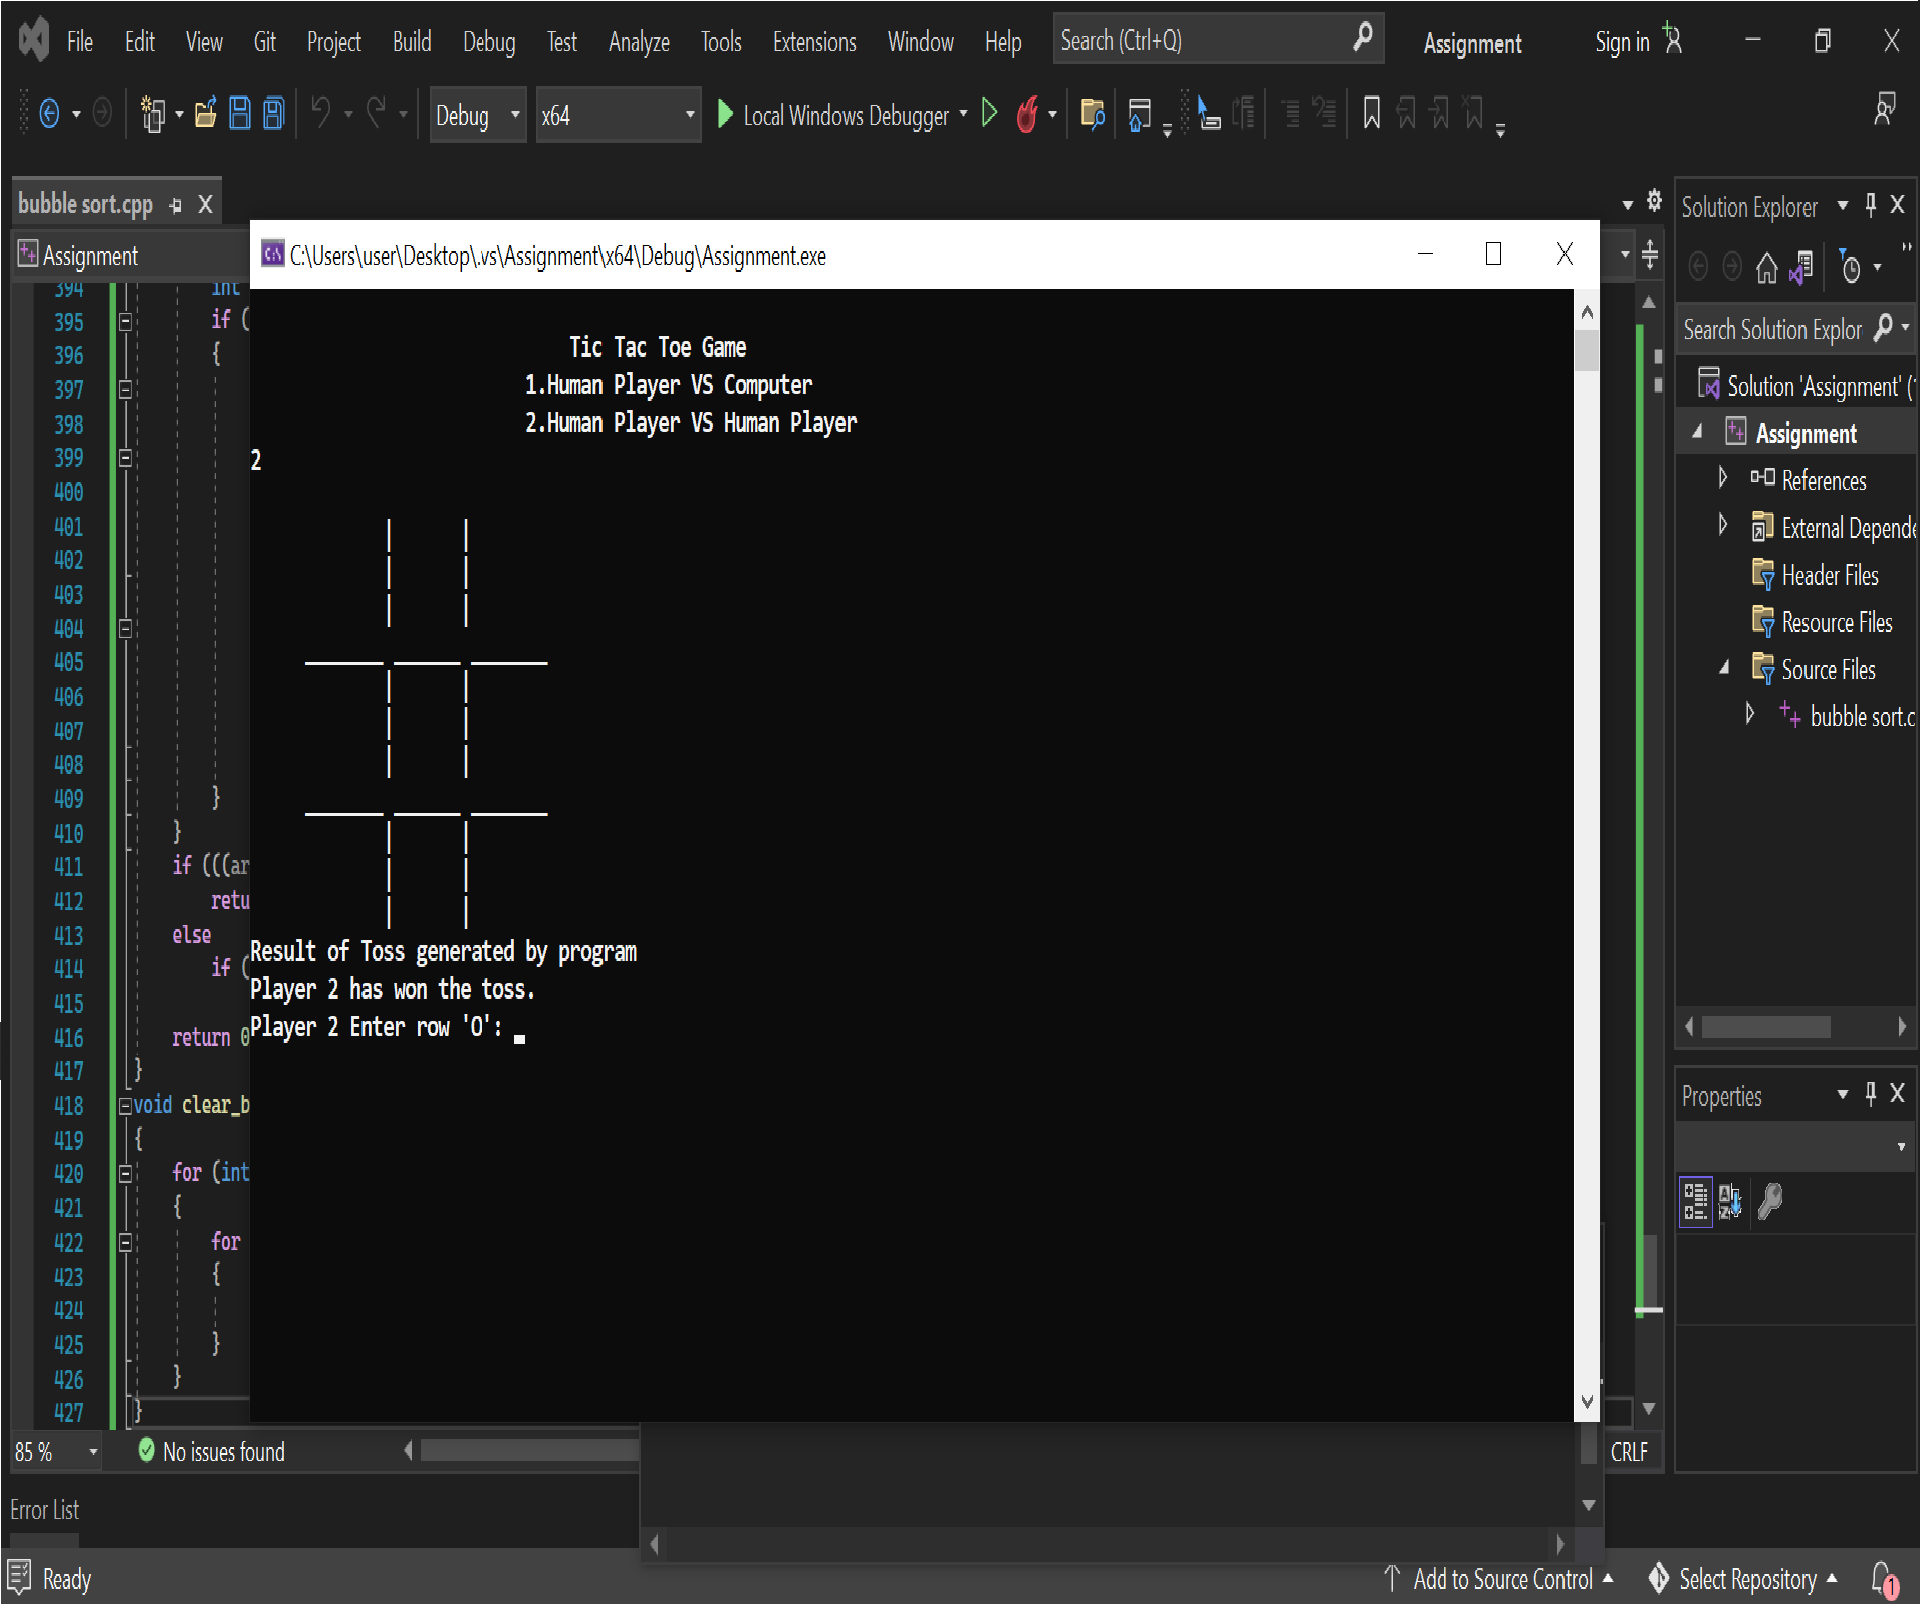 File Edit View Git Project Build Debug Test Analyze Tools Extensions Window Help Search (Ctrl+Q) Assignment Sign in
Debug x64 Local Windows Debugger
bubble sort.cpp
Assignment
C:\Users\user\Desktop\.vs\Assignment\x64\Debug\Assignment.exe
Tic Tac Toe Game
1.Human Player VS Computer
2.Human Player VS Human Player
2
Result of Toss generated by program
Player 2 has won the toss.
Player 2 Enter row 'O':
394 int
395 if (
396 {
397
398
399
400
401
402
403
404
405
406
407
408
409 }
410 }
411 if (((ar
412 retu
413 else
414 if (
415
416 return 0
417 }
418 void clear_b
419 {
420 for (int
421 {
422 for
423 {
424
425 }
426 }
427 }
85 % No issues found
CRLF
Error List
Ready
Add to Source Control Select Repository 1
Solution Explorer
Search Solution Explor
Solution 'Assignment' (
Assignment
References
External Depende
Header Files
Resource Files
Source Files
bubble sort.c
Properties